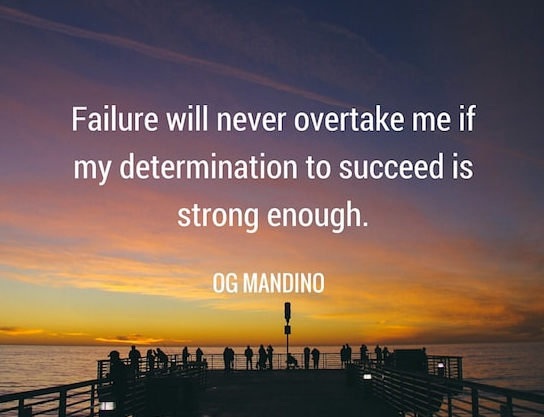 Failure will never overtake me if
my determination to succeed is
strong enough.
OG MANDINO